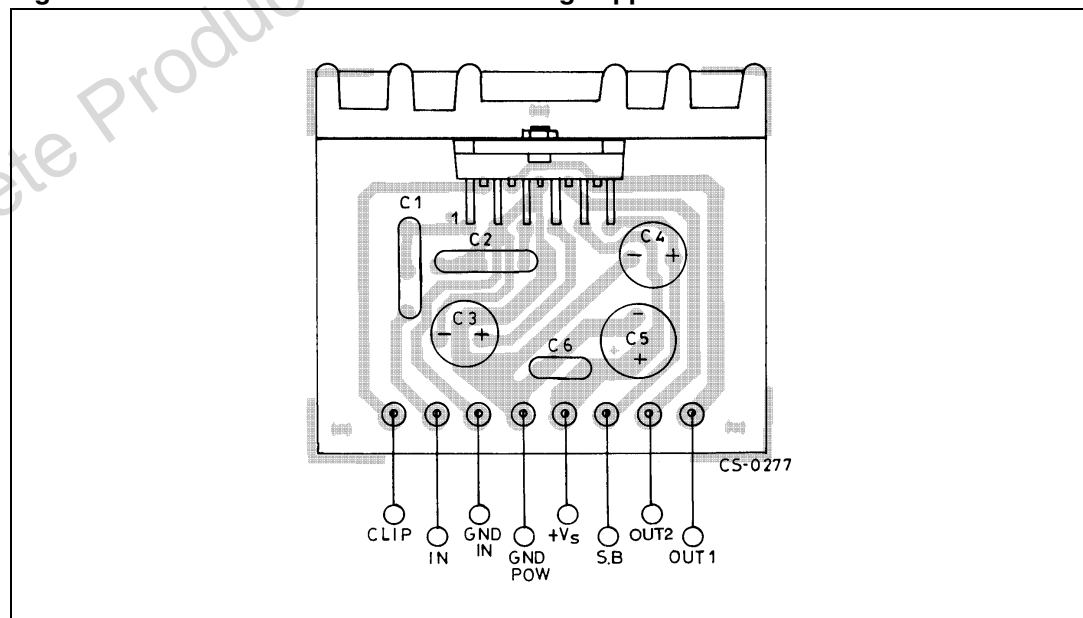 ete Produc
C1
1
C2
C4
- +
C3
- +
-
C5
+
C6
CS-0277
CLIP
IN
GND
IN
GND
POW
+Vs
S.B
OUT2
OUT1